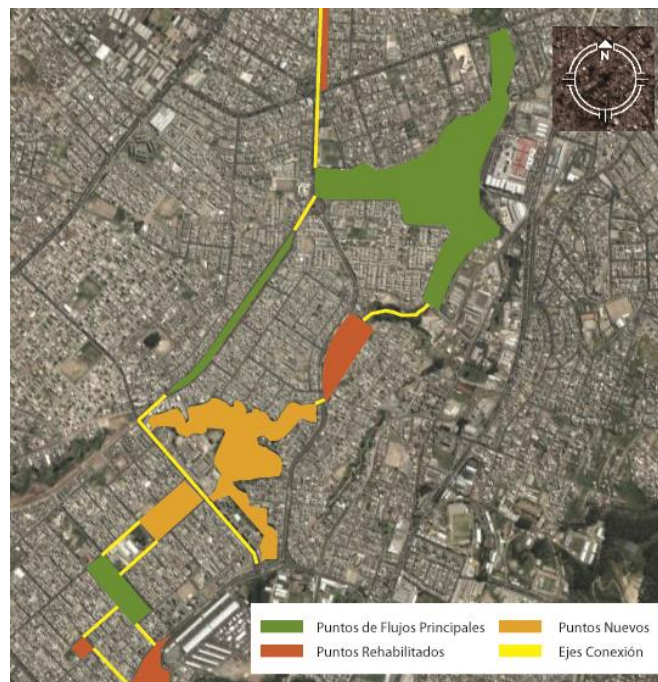 N
Puntos de Flujos Principales
Puntos Nuevos
Puntos Rehabilitados
Ejes Conexión